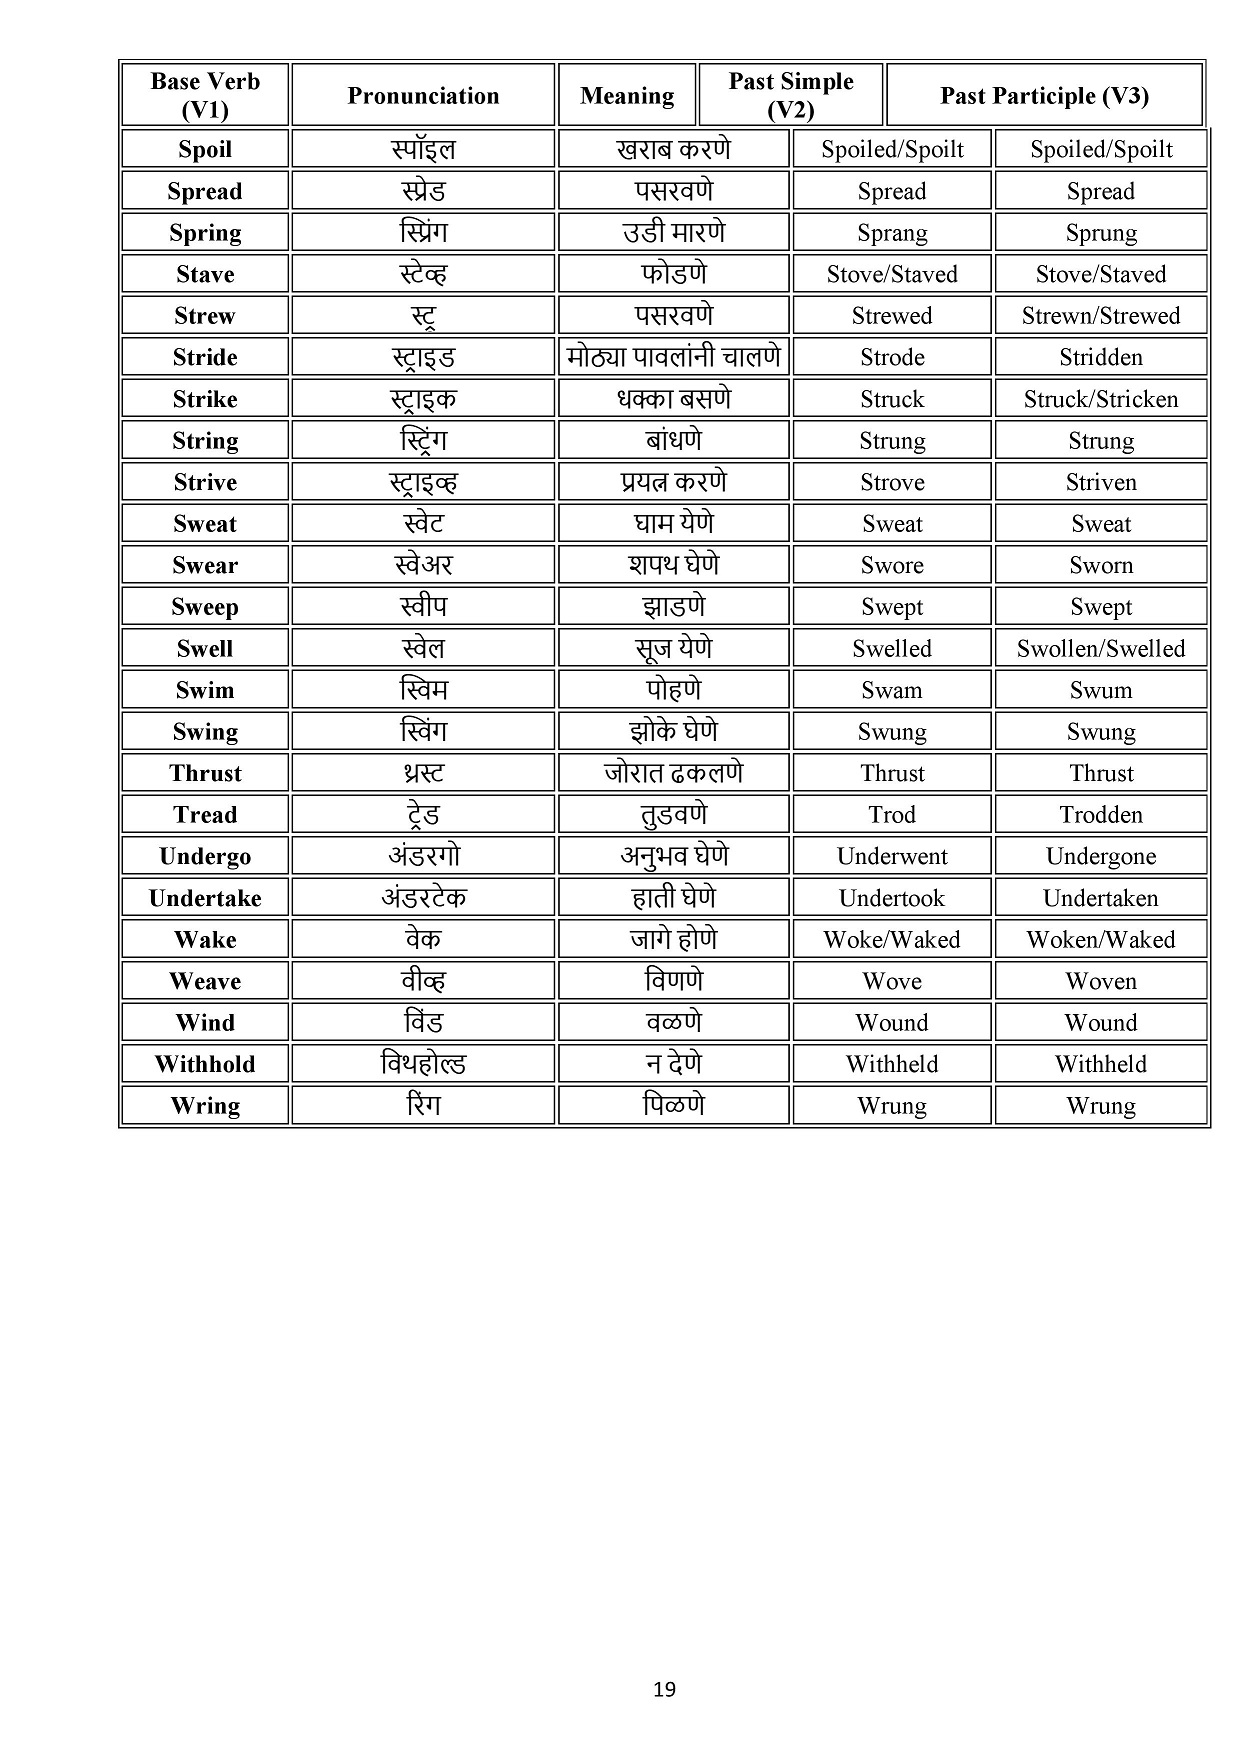 Base Verb (V1) Pronunciation Meaning Past Simple (V2) Past Participle (V3)
Spoil स्पॉइल खराब करणे Spoiled/Spoilt Spoiled/Spoilt
Spread स्प्रेड पसरवणे Spread Spread
Spring स्प्रिंग उडी मारणे Sprang Sprung
Stave स्टेव्ह फोडणे Stove/Staved Stove/Staved
Strew स्ट्र पसरवणे Strewed Strewn/Strewed
Stride स्ट्राइड मोठ्या पावलांनी चालणे Strode Stridden
Strike स्ट्राइक धक्का बसणे Struck Struck/Stricken
String स्ट्रिंग बांधणे Strung Strung
Strive स्ट्राइव्ह प्रयत्न करणे Strove Striven
Sweat स्वेट घाम येणे Sweat Sweat
Swear स्वेअर शपथ घेणे Swore Sworn
Sweep स्वीप झाडणे Swept Swept
Swell स्वेल सूज येणे Swelled Swollen/Swelled
Swim स्विम पोहणे Swam Swum
Swing स्विंग झोके घेणे Swung Swung
Thrust थ्रस्ट जोरात ढकलणे Thrust Thrust
Tread ट्रेड तुडवणे Trod Trodden
Undergo अंडरगो अनुभव घेणे Underwent Undergone
Undertake अंडरटेक हाती घेणे Undertook Undertaken
Wake वेक जागे होणे Woke/Waked Woken/Waked
Weave वीव्ह विणणे Wove Woven
Wind विंड वळणे Wound Wound
Withhold विथहोल्ड न देणे Withheld Withheld
Wring रिंग पिळणे Wrung Wrung
19